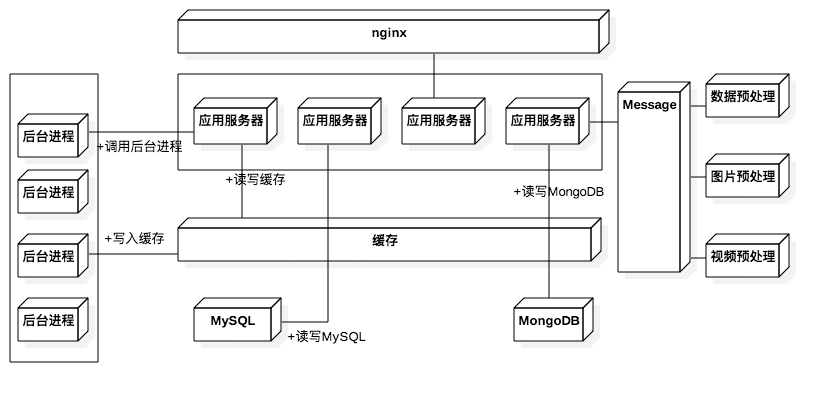 nginx
应用服务器
应用服务器
应用服务器
应用服务器
Message
数据预处理
图片预处理
视频预处理
后台进程
后台进程
后台进程
后台进程
+调用后台进程
+读写缓存
+读写MongoDB
+写入缓存
缓存
MySQL
+读写MySQL
MongoDB